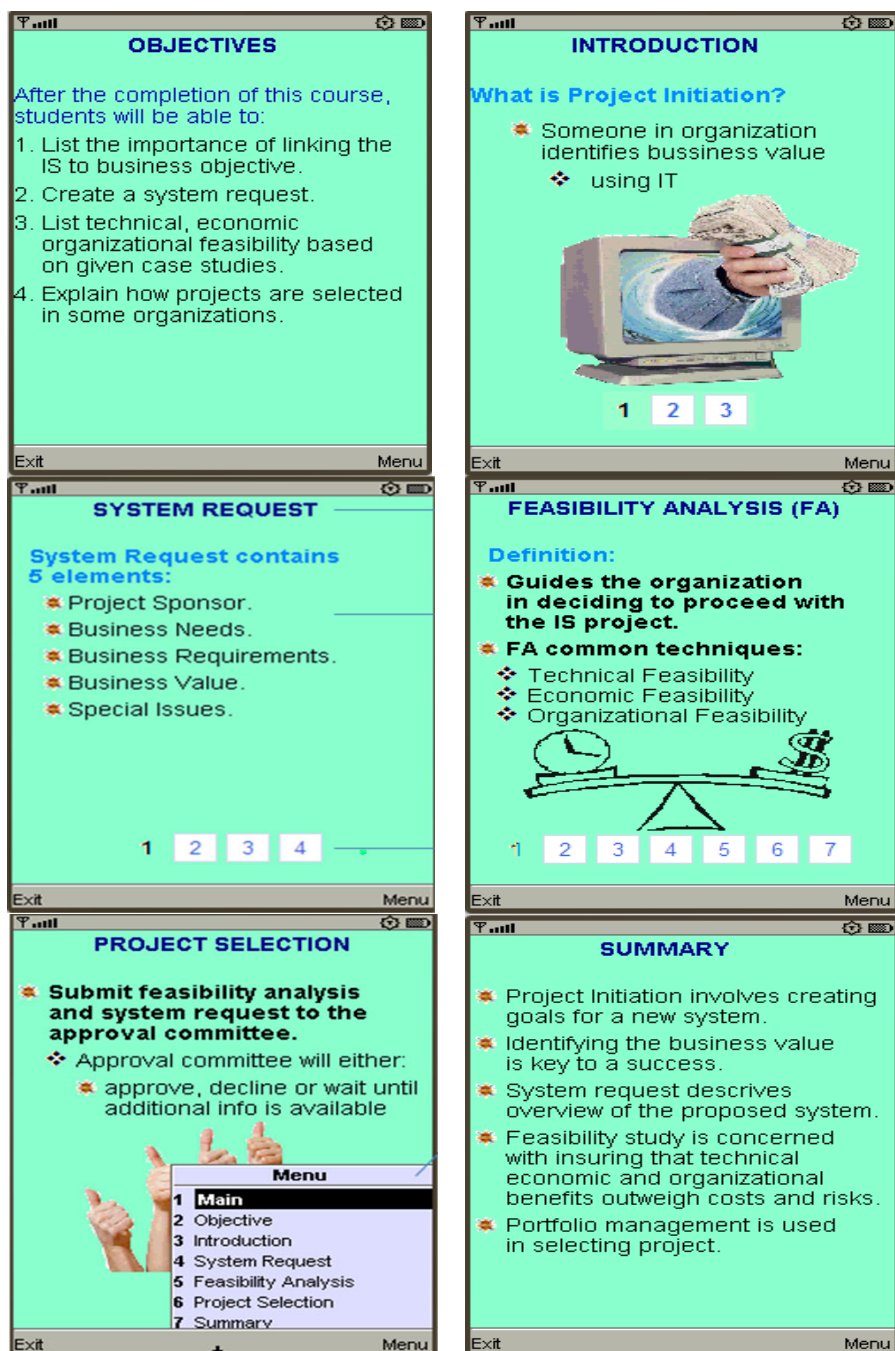 OBJECTIVES
After the completion of this course,
students will be able to:
1. List the importance of linking the
IS to business objective.
2. Create a system request.
3. List technical, economic
organizational feasibility based
on given case studies.
4. Explain how projects are selected
in some organizations.
Exit Menu
INTRODUCTION
What is Project Initiation?
Someone in organization
identifies bussiness value
using IT
1 2 3
Exit Menu
SYSTEM REQUEST
System Request contains
5 elements:
Project Sponsor.
Business Needs.
Business Requirements.
Business Value.
Special Issues.
1 2 3 4
Exit Menu
FEASIBILITY ANALYSIS (FA)
Definition:
Guides the organization
in deciding to proceed with
the IS project.
FA common techniques:
Technical Feasibility
Economic Feasibility
Organizational Feasibility
$
1 2 3 4 5 6 7
Exit Menu
PROJECT SELECTION
Submit feasibility analysis
and system request to the
approval committee.
Approval committee will either:
approve, decline or wait until
additional info is available
Menu
1 Main
2 Objective
3 Introduction
4 System Request
5 Feasibility Analysis
6 Project Selection
7 Summary
Exit Menu
SUMMARY
Project Initiation involves creating
goals for a new system.
Identifying the business value
is key to a success.
System request descrives
overview of the proposed system.
Feasibility study is concerned
with insuring that technical
economic and organizational
benefits outweigh costs and risks.
Portfolio management is used
in selecting project.
Exit Menu